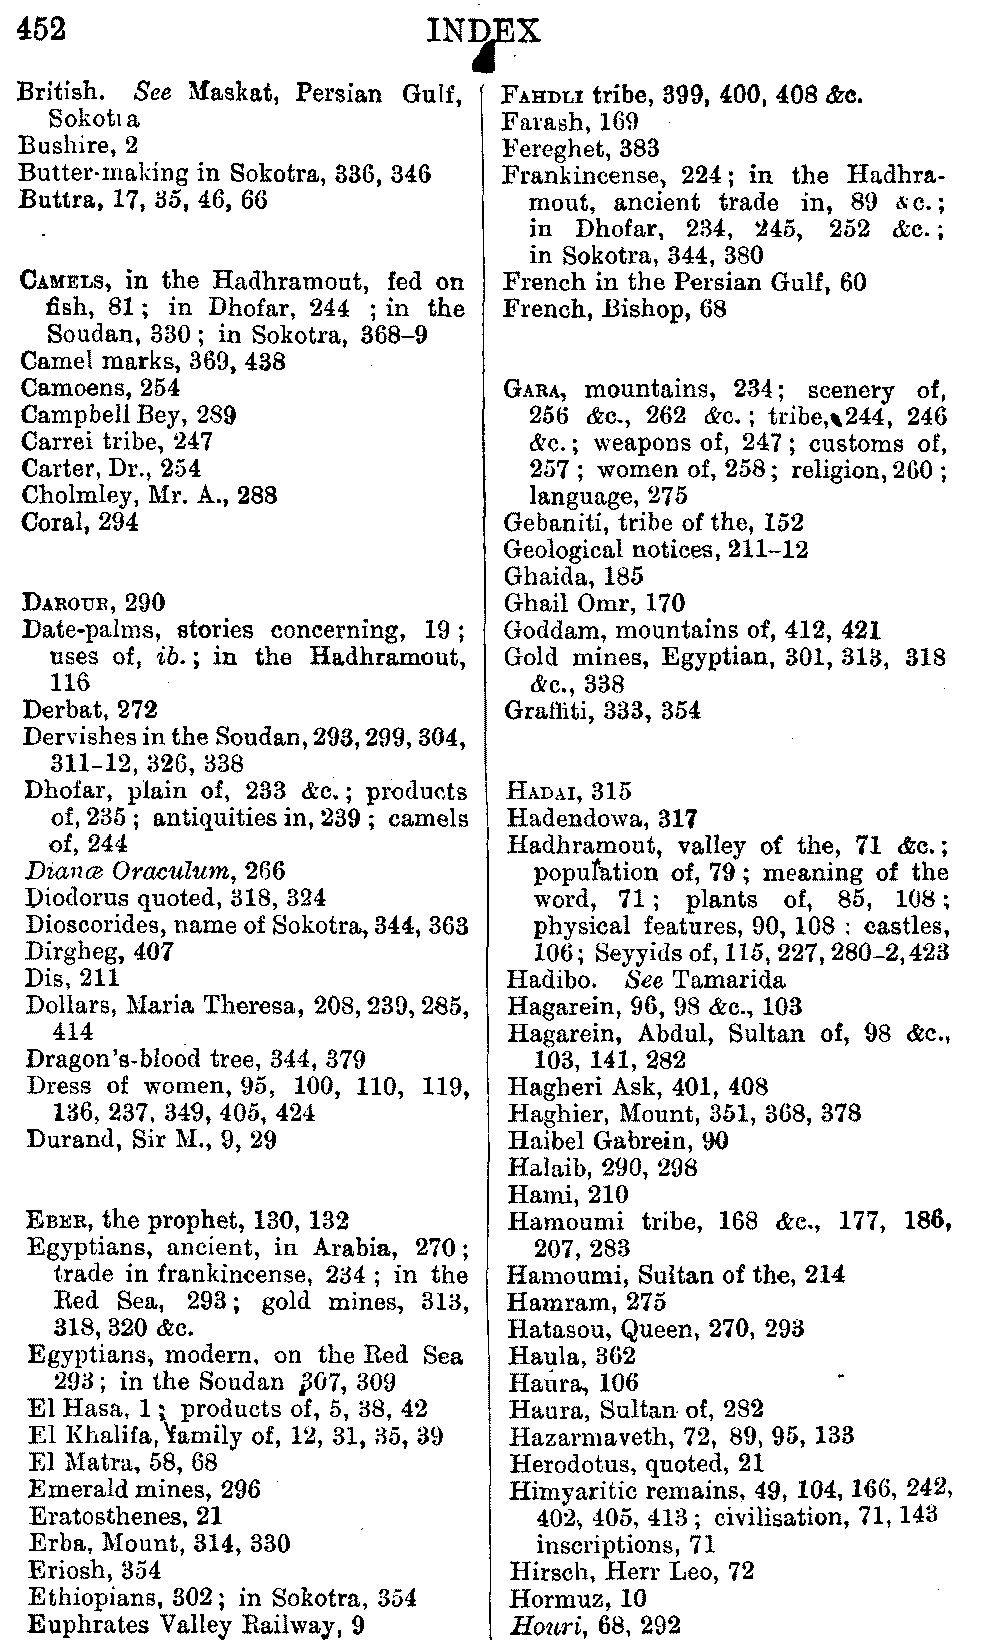 452
INDEX
British. See Maskat, Persian Gulf,
Sokotra
Bushire, 2
Butter-making in Sokotra, 336, 346
Buttra, 17, 35, 46, 66
CAMELS, in the Hadhramout, fed on
fish, 81; in Dhofar, 244 ; in the
Soudan, 330; in Sokotra, 368-9
Camel marks, 369, 438
Camoens, 254
Campbell Bey, 289
Carrei tribe, 247
Carter, Dr., 254
Cholmley, Mr. A., 288
Coral, 294
DAROUR, 290
Date-palms, stories concerning, 19;
uses of, ib.; in the Hadhramout,
116
Derbat, 272
Dervishes in the Soudan, 293, 299, 304,
311-12, 326, 338
Dhofar, plain of, 233 &c.; products
of, 235; antiquities in, 239; camels
of, 244
Dianæ Oraculum, 266
Diodorus quoted, 318, 324
Dioscorides, name of Sokotra, 344, 363
Dirgheg, 407
Dis, 211
Dollars, Maria Theresa, 208, 239, 285,
414
Dragon's-blood tree, 344, 379
Dress of women, 95, 100, 110, 119,
136, 237, 349, 405, 424
Durand, Sir M., 9, 29
EBER, the prophet, 130, 132
Egyptians, ancient, in Arabia, 270;
trade in frankincense, 234; in the
Red Sea, 293; gold mines, 313,
318, 320 &c.
Egyptians, modern, on the Red Sea
293; in the Soudan 307, 309
El Hasa, 1; products of, 5, 38, 42
El Khalifa, family of, 12, 31, 35, 39
El Matra, 58, 68
Emerald mines, 296
Eratosthenes, 21
Erba, Mount, 314, 330
Eriosh, 354
Ethiopians, 302; in Sokotra, 354
Euphrates Valley Railway, 9
FAHDLI tribe, 399, 400, 408 &c.
Farash, 169
Fereghet, 383
Frankincense, 224; in the Hadhra-
mout, ancient trade in, 89 &c.;
in Dhofar, 234, 245, 252 &c.;
in Sokotra, 344, 380
French in the Persian Gulf, 60
French, Bishop, 68
GARA, mountains, 234; scenery of,
256 &c., 262 &c.; tribe, 244, 246
&c.; weapons of, 247; customs of,
257; women of, 258; religion, 260;
language, 275
Gebaniti, tribe of the, 152
Geological notices, 211-12
Ghaida, 185
Ghail Omr, 170
Goddam, mountains of, 412, 421
Gold mines, Egyptian, 301, 313, 318
&c., 338
Graffiti, 333, 354
HADAI, 315
Hadendowa, 317
Hadhramout, valley of the, 71 &c.;
population of, 79; meaning of the
word, 71; plants of, 85, 108;
physical features, 90, 108 : castles,
106; Seyyids of, 115, 227, 280-2, 423
Hadibo. See Tamarida
Hagarein, 96, 98 &c., 103
Hagarein, Abdul, Sultan of, 98 &c.,
103, 141, 282
Hagheri Ask, 401, 408
Haghier, Mount, 351, 368, 378
Haibel Gabrein, 90
Halaib, 290, 298
Hami, 210
Hamoumi tribe, 168 &c., 177, 186,
207, 283
Hamoumi, Sultan of the, 214
Hamram, 275
Hatasou, Queen, 270, 293
Haula, 362
Haura, 106
Haura, Sultan of, 282
Hazarmaveth, 72, 89, 95, 133
Herodotus, quoted, 21
Himyaritic remains, 49, 104, 166, 242,
402, 405, 413; civilisation, 71, 143
inscriptions, 71
Hirsch, Herr Leo, 72
Hormuz, 10
Houri, 68, 292